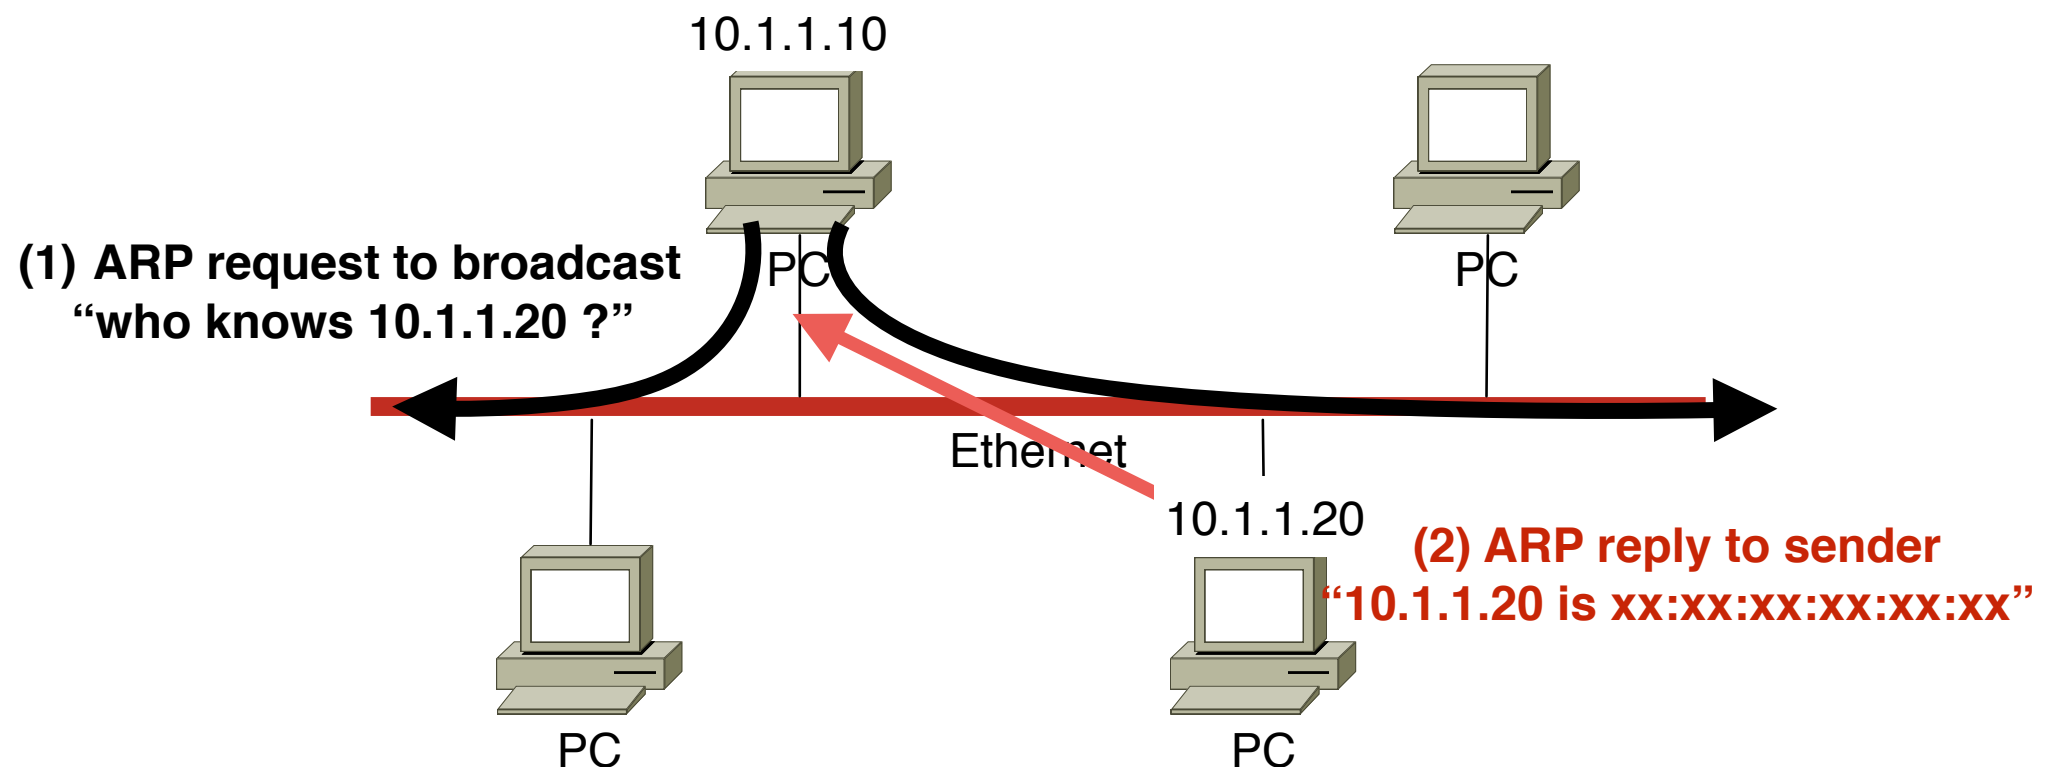 10.1.1.10
(1) ARP request to broadcast
“who knows 10.1.1.20 ?”
PC
PC
Ethernet
10.1.1.20
(2) ARP reply to sender
“10.1.1.20 is xx:xx:xx:xx:xx:xx”
PC
PC